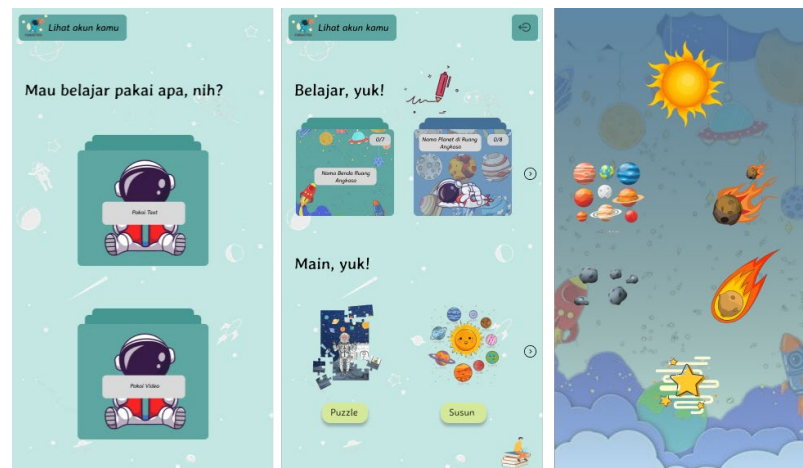 Lihat akun kamu
Mau belajar pakai apa, nih?
Pakai Text
Pakai Video
Lihat akun kamu
Belajar, yuk!
0/7
Nama Benda Ruang
Angkasa
Nama Planet di Ruang
Angkasa
0/8
Main, yuk!
Puzzle
Susun